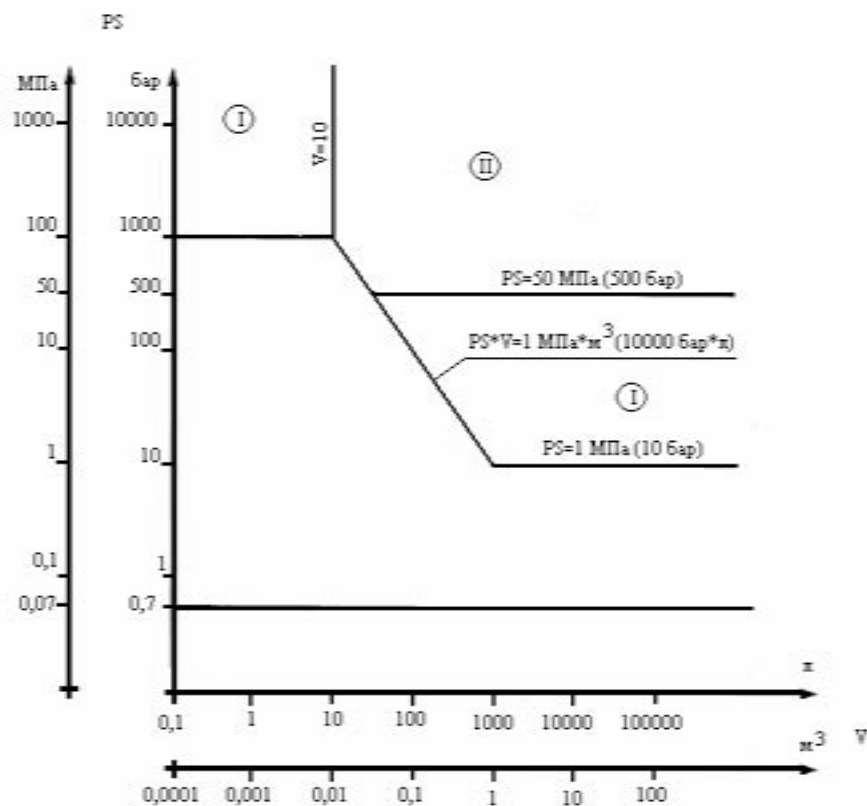 PS
МПа бар
1000 10000
I
V=10
II
100 1000
PS=50 МПа (500 бар)
50 500
PS*V=1 МПа*м³ (10000 бар*л)
10 100
I
PS=1 МПа (10 бар)
1 10
0,1 1
0,07 0,7
л
0,1 1 10 100 1000 10000 100000
м³ V
0,0001 0,001 0,01 0,1 1 10 100